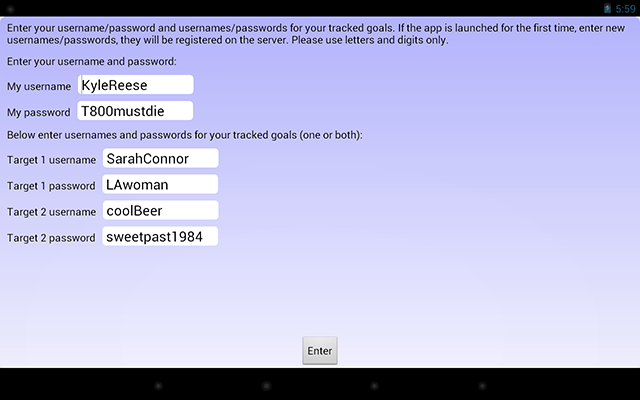 5:59
Enter your username/password and usernames/passwords for your tracked goals. If the app is launched for the first time, enter new
usernames/passwords, they will be registered on the server. Please use letters and digits only.
Enter your username and password:
My username KyleReese
My password T800mustdie
Below enter usernames and passwords for your tracked goals (one or both):
Target 1 username SarahConnor
Target 1 password LAwoman
Target 2 username coolBeer
Target 2 password sweetpast1984
Enter